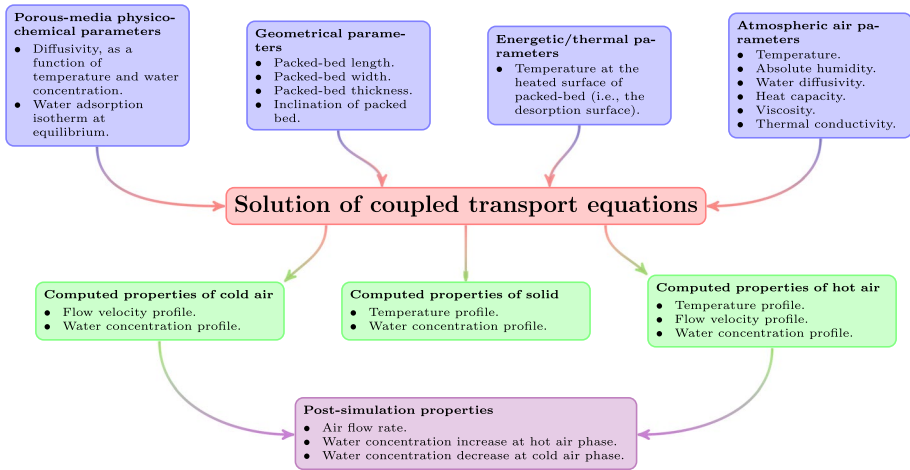 Porous-media physico-
chemical parameters
• Diffusivity, as a
function of
temperature and water
concentration.
• Water adsorption
isotherm at
equilibrium.
Geometrical parame-
ters
• Packed-bed length.
• Packed-bed width.
• Packed-bed thickness.
• Inclination of packed
bed.
Energetic/thermal pa-
rameters
• Temperature at the
heated surface of
packed-bed (i.e., the
desorption surface).
Atmospheric air pa-
rameters
• Temperature.
• Absolute humidity.
• Water diffusivity.
• Heat capacity.
• Viscosity.
• Thermal conductivity.
Solution of coupled transport equations
Computed properties of cold air
• Flow velocity profile.
• Water concentration profile.
Computed properties of solid
• Temperature profile.
• Water concentration profile.
Computed properties of hot air
• Temperature profile.
• Flow velocity profile.
• Water concentration profile.
Post-simulation properties
• Air flow rate.
• Water concentration increase at hot air phase.
• Water concentration decrease at cold air phase.